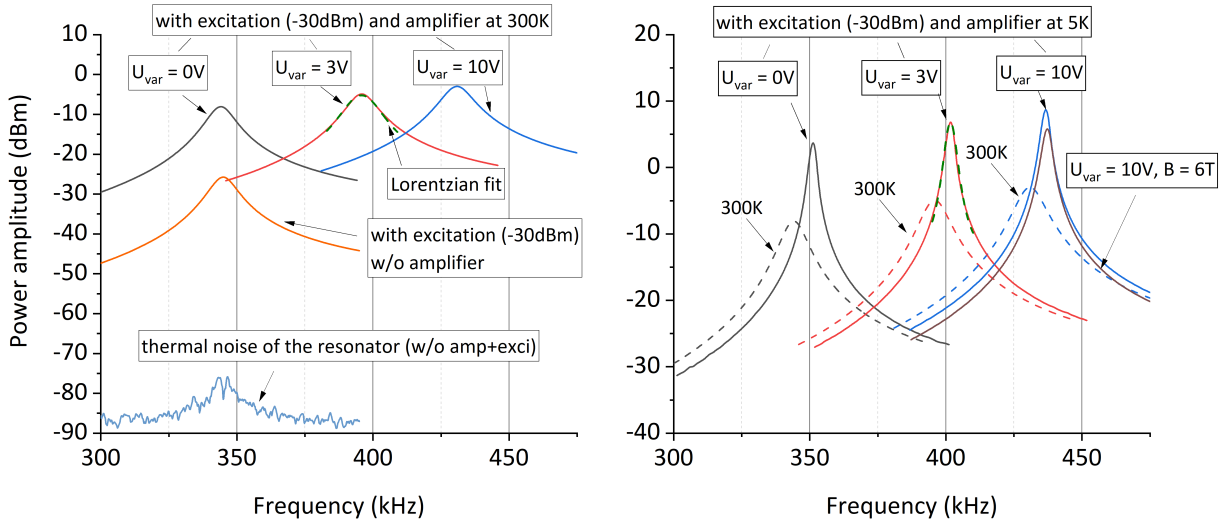 with excitation (-30dBm) and amplifier at 300K
U_var = 0V
U_var = 3V
U_var = 10V
Lorentzian fit
with excitation (-30dBm)
w/o amplifier
thermal noise of the resonator (w/o amp+exci)
10
0
-10
-20
-30
-40
-50
-60
-70
-80
-90
300
350
400
450
Power amplitude (dBm)
Frequency (kHz)
with excitation (-30dBm) and amplifier at 5K
U_var = 0V
U_var = 3V
U_var = 10V
300K
300K
300K
U_var = 10V, B = 6T
20
10
0
-10
20
-30
-40
300
350
400
450
Frequency (kHz)